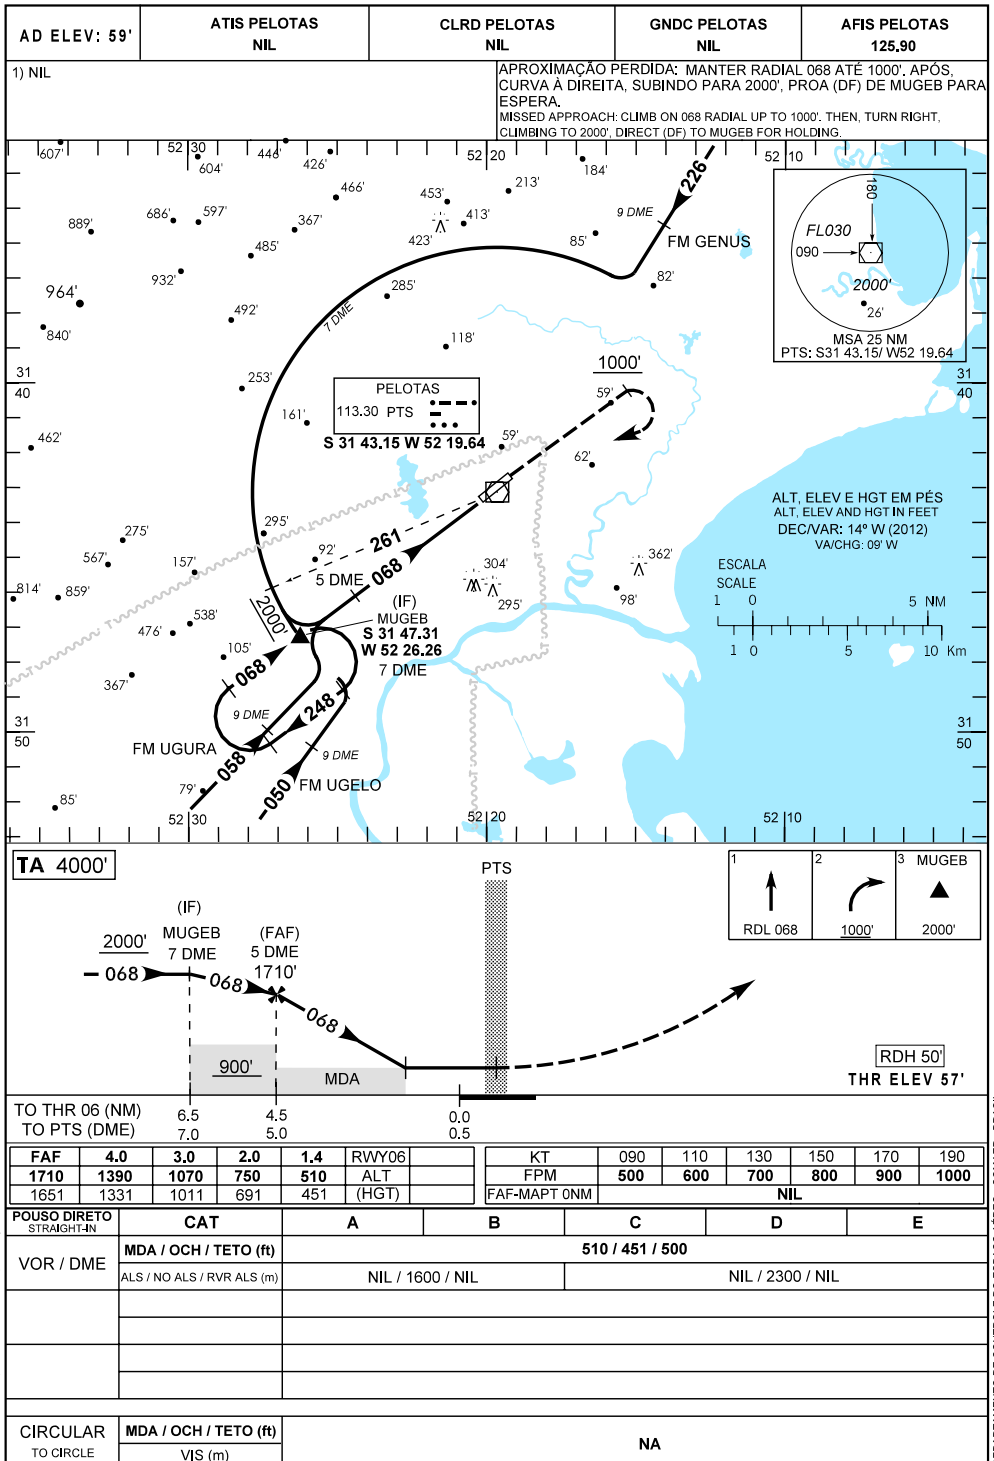 AD ELEV: 59'
ATIS PELOTAS
NIL
CLRD PELOTAS
NIL
GNDC PELOTAS
NIL
AFIS PELOTAS
125.90
1) NIL
APROXIMAÇÃO PERDIDA: MANTER RADIAL 068 ATÉ 1000'. APÓS,
CURVA À DIREITA, SUBINDO PARA 2000', PROA (DF) DE MUGEB PARA
ESPERA.
MISSED APPROACH: CLIMB ON 068 RADIAL UP TO 1000'. THEN, TURN RIGHT,
CLIMBING TO 2000', DIRECT (DF) TO MUGEB FOR HOLDING.
607'
52 30
604'
446'
426'
52 20
184'
52 10
466'
453'
213'
226
180
686'
597'
367'
413'
9 DME
889'
423'
85'
FM GENUS
FL030
485'
090
932'
82'
2000'
964'
285'
26'
492'
7 DME
840'
118'
MSA 25 NM
PTS: S31 43.15/ W52 19.64
31
40
1000'
31
40
253'
PELOTAS
113.30 PTS
59'
161'
S 31 43.15 W 52 19.64
462'
59'
62'
ALT, ELEV E HGT EM PÉS
ALT, ELEV AND HGT IN FEET
DEC/VAR: 14º W (2012)
VA/CHG: 09' W
275'
295'
261
567'
157'
92'
068
304'
362'
ESCALA
SCALE
5 DME
814'
859'
2000'
(IF)
MUGEB
S 31 47.31
W 52 26.26
7 DME
295'
98'
1 0 5 NM
1 0 5 10 Km
538'
476'
105'
367'
068
248
9 DME
31
50
31
50
FM UGURA
058
9 DME
050
FM UGELO
79'
85'
52 30
52 20
52 10
TA 4000'
PTS
1
RDL 068
2
1000'
3 MUGEB
2000'
(IF)
MUGEB
7 DME
(FAF)
5 DME
1710'
2000'
068
068
068
900'
MDA
RDH 50'
THR ELEV 57'
TO THR 06 (NM) 6.5 4.5 0.0
TO PTS (DME) 7.0 5.0 0.5
FAF 4.0 3.0 2.0 1.4 RWY06
1710 1390 1070 750 510 ALT
1651 1331 1011 691 451 (HGT)
KT 090 110 130 150 170 190
FPM 500 600 700 800 900 1000
FAF-MAPT 0NM NIL
POUSO DIRETO
STRAIGHT-IN
CAT A B C D E
VOR / DME
MDA / OCH / TETO (ft) 510 / 451 / 500
ALS / NO ALS / RVR ALS (m) NIL / 1600 / NIL NIL / 2300 / NIL
CIRCULAR
TO CIRCLE
MDA / OCH / TETO (ft)
VIS (m)
NA